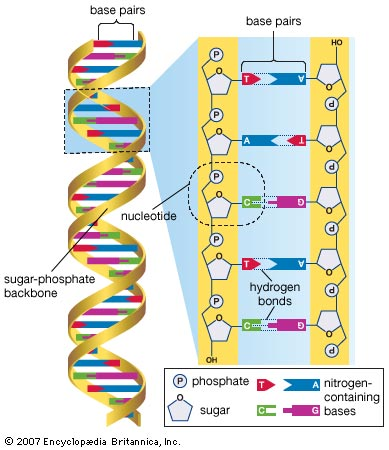 base pairs
base pairs
HO
P
P
T A
P
P
A T
P
nucleotide
P
C G
P
sugar-phosphate
backbone
P
T A
hydrogen
bonds
P
P
C G
P
OH
P phosphate
T A nitrogen-
containing
sugar
C G bases
© 2007 Encyclopædia Britannica, Inc.